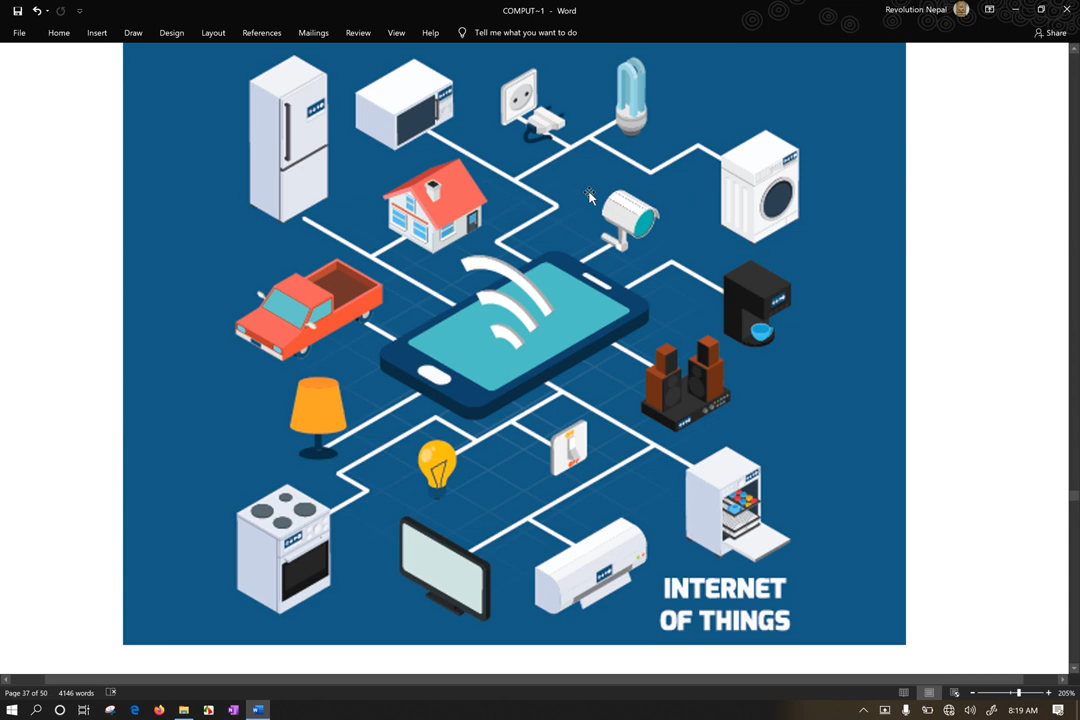 COMPUT~1 - Word
Revolution Nepal
File Home Insert Draw Design Layout References Mailings Review View Help Tell me what you want to do Share
INTERNET
OF THINGS
Page 37 of 50 4146 words 205%
8:19 AM